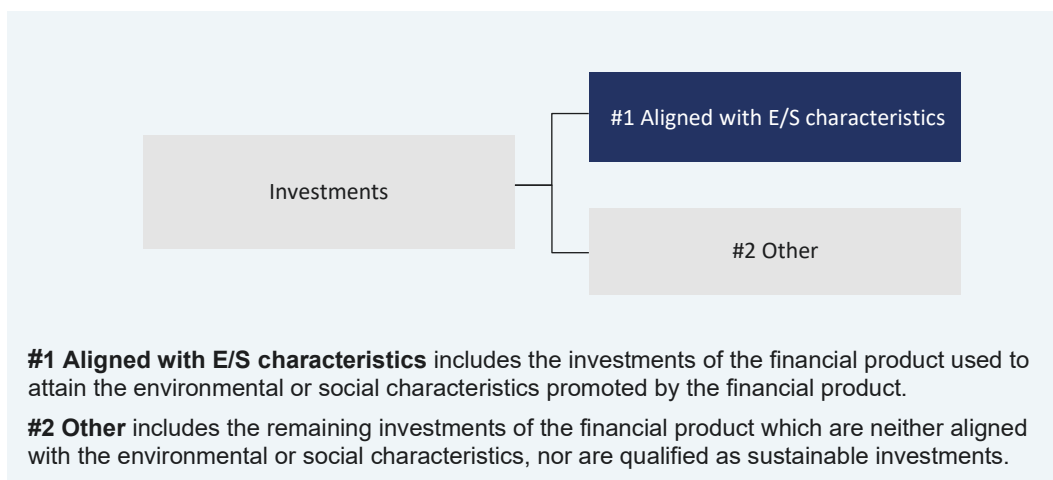 #1 Aligned with E/S characteristics
Investments
#2 Other
#1 Aligned with E/S characteristics includes the investments of the financial product used to
attain the environmental or social characteristics promoted by the financial product.
#2 Other includes the remaining investments of the financial product which are neither aligned
with the environmental or social characteristics, nor are qualified as sustainable investments.